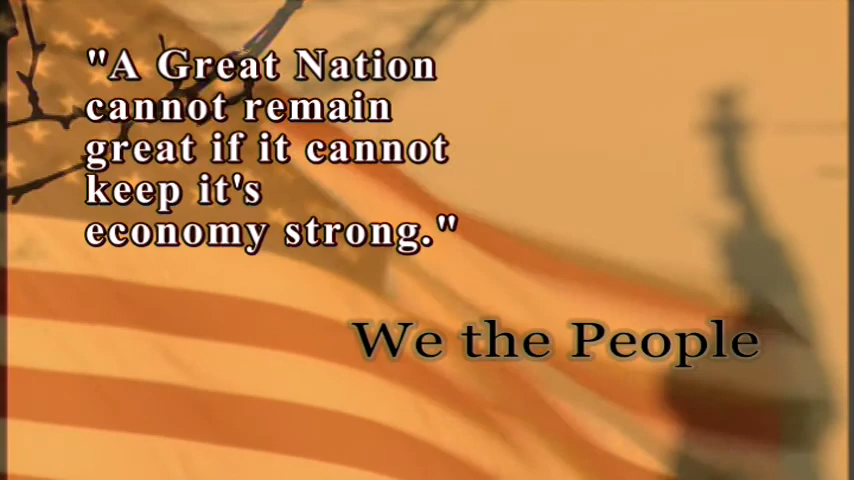 "A Great Nation
cannot remain
great if it cannot
keep it's
economy strong."
We the People